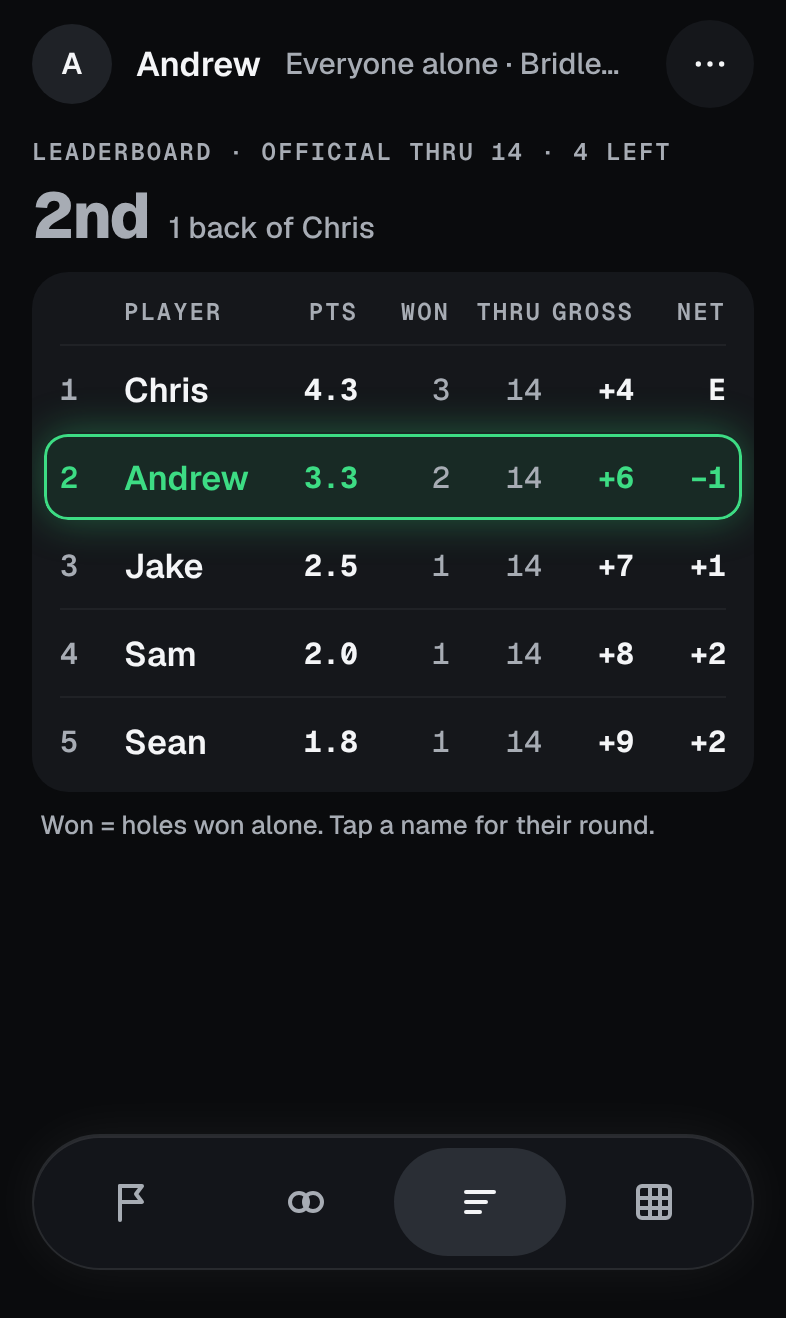 A Andrew Everyone alone · Bridle...
LEADERBOARD · OFFICIAL THRU 14 · 4 LEFT
2nd 1 back of Chris
PLAYER PTS WON THRU GROSS NET
1 Chris 4.3 3 14 +4 E
2 Andrew 3.3 2 14 +6 −1
3 Jake 2.5 1 14 +7 +1
4 Sam 2.0 1 14 +8 +2
5 Sean 1.8 1 14 +9 +2
Won = holes won alone. Tap a name for their round.